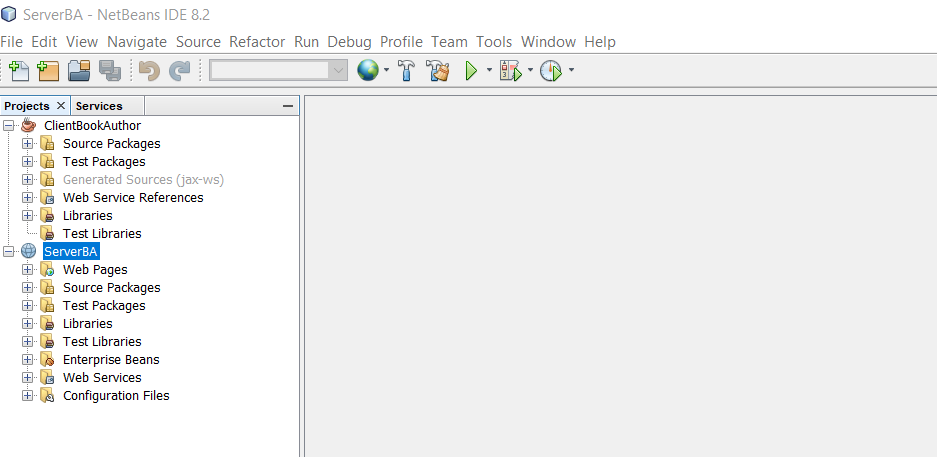 ServerBA - NetBeans IDE 8.2
File Edit View Navigate Source Refactor Run Debug Profile Team Tools Window Help
Projects Services
ClientBookAuthor
Source Packages
Test Packages
Generated Sources (jax-ws)
Web Service References
Libraries
Test Libraries
ServerBA
Web Pages
Source Packages
Test Packages
Libraries
Test Libraries
Enterprise Beans
Web Services
Configuration Files